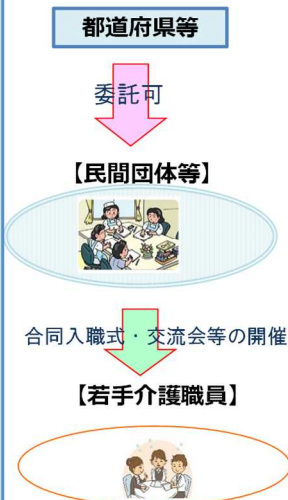 都道府県等
委託可
【民間団体等】
合同入職式・交流会等の開催
【若手介護職員】